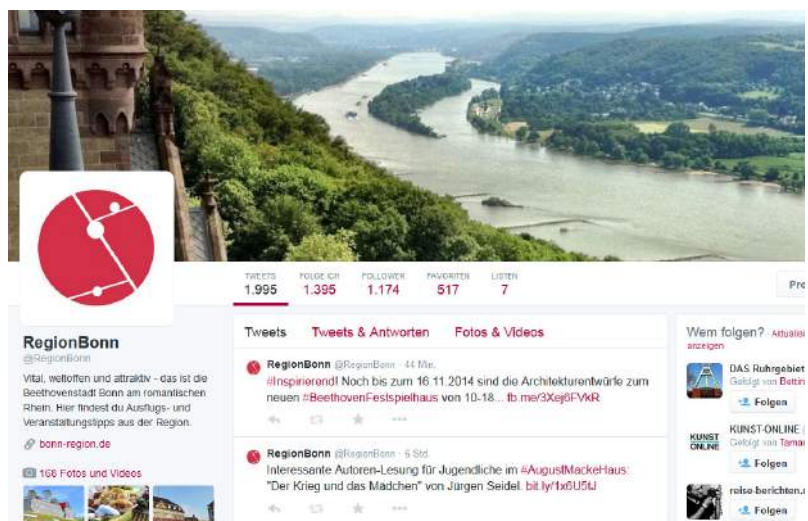 TWEETS FOLGE ICH FOLLOWER FAVORITEN LISTEN
1.995 1.395 1.174 517 7
RegionBonn
@RegionBonn
Vital, weltoffen und attraktiv - das ist die
Beethovenstadt Bonn am romantischen
Rhein. Hier findest du Ausflugs- und
Veranstaltungstipps aus der Region.
bonn-region.de
166 Fotos und Videos
Tweets Tweets & Antworten Fotos & Videos
RegionBonn @RegionBonn · 44 Min.
#Inspirierend! Noch bis zum 16.11.2014 sind die Architekturentwürfe zum
neuen #BeethovenFestspielhaus von 10-18... fb.me/3Xej6FVkR
RegionBonn @RegionBonn · 6 Std.
Interessante Autoren-Lesung für Jugendliche im #AugustMackeHaus:
"Der Krieg und das Mädchen" von Jürgen Seidel. bit.ly/1x6U5tJ
Wem folgen? ·
anzeigen
DAS Ruhrgebiet
Gefolgt von
Folgen
KUNST-ONLINE
Gefolgt von
Folgen
KUNST
ONLINE
Folgen